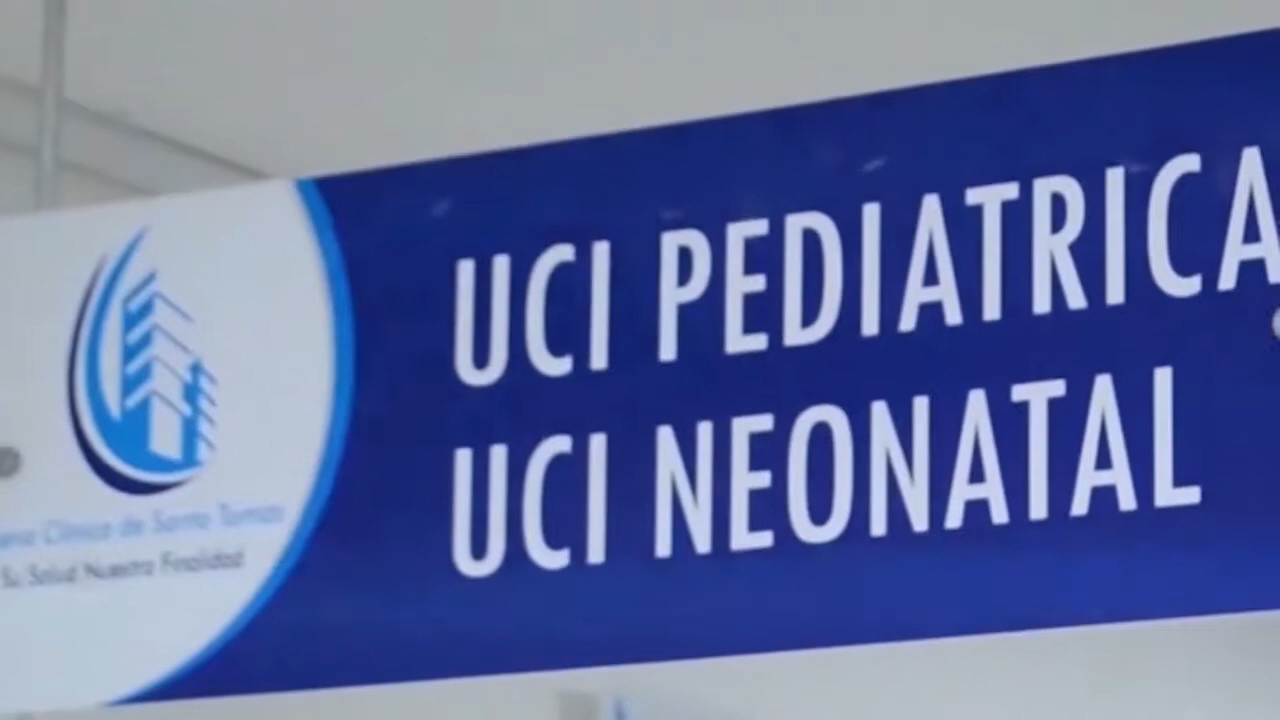 UCI PEDIATRICA
UCI NEONATAL
Clínica de Santo Tomas
Su Salud Nuestra Finalidad